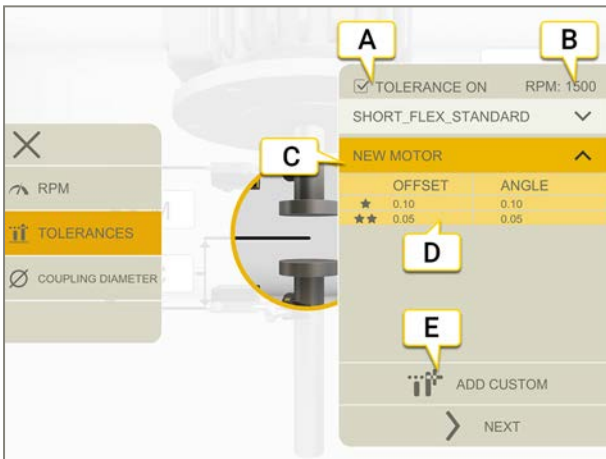 A
B
TOLERANCE ON RPM: 1500
SHORT_FLEX_STANDARD
C
NEW MOTOR
OFFSET ANGLE
★ 0.10 0.10
★★ 0.05 0.05
D
RPM
TOLERANCES
COUPLING DIAMETER
E
ADD CUSTOM
NEXT